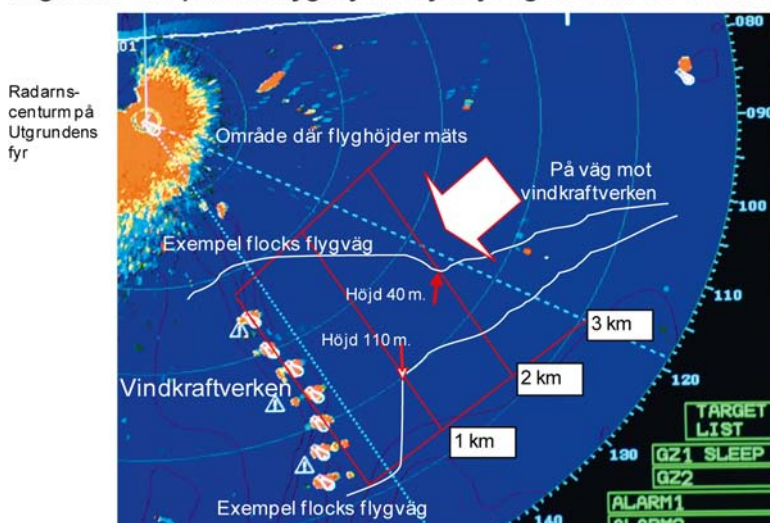 01
080
Radarns-
centurm på
Utgrundens
fyr
090
Område där flyghöjder mäts
På väg mot
vindkraftverken
100
Exempel flocks flygväg
Höjd 40 m.
110
Höjd 110 m.
3 km
Vindkraftverken
2 km
120
TARGET
LIST
1 km
130
GZ1 SLEEP
GZ2
Exempel flocks flygväg
140
ALARM1